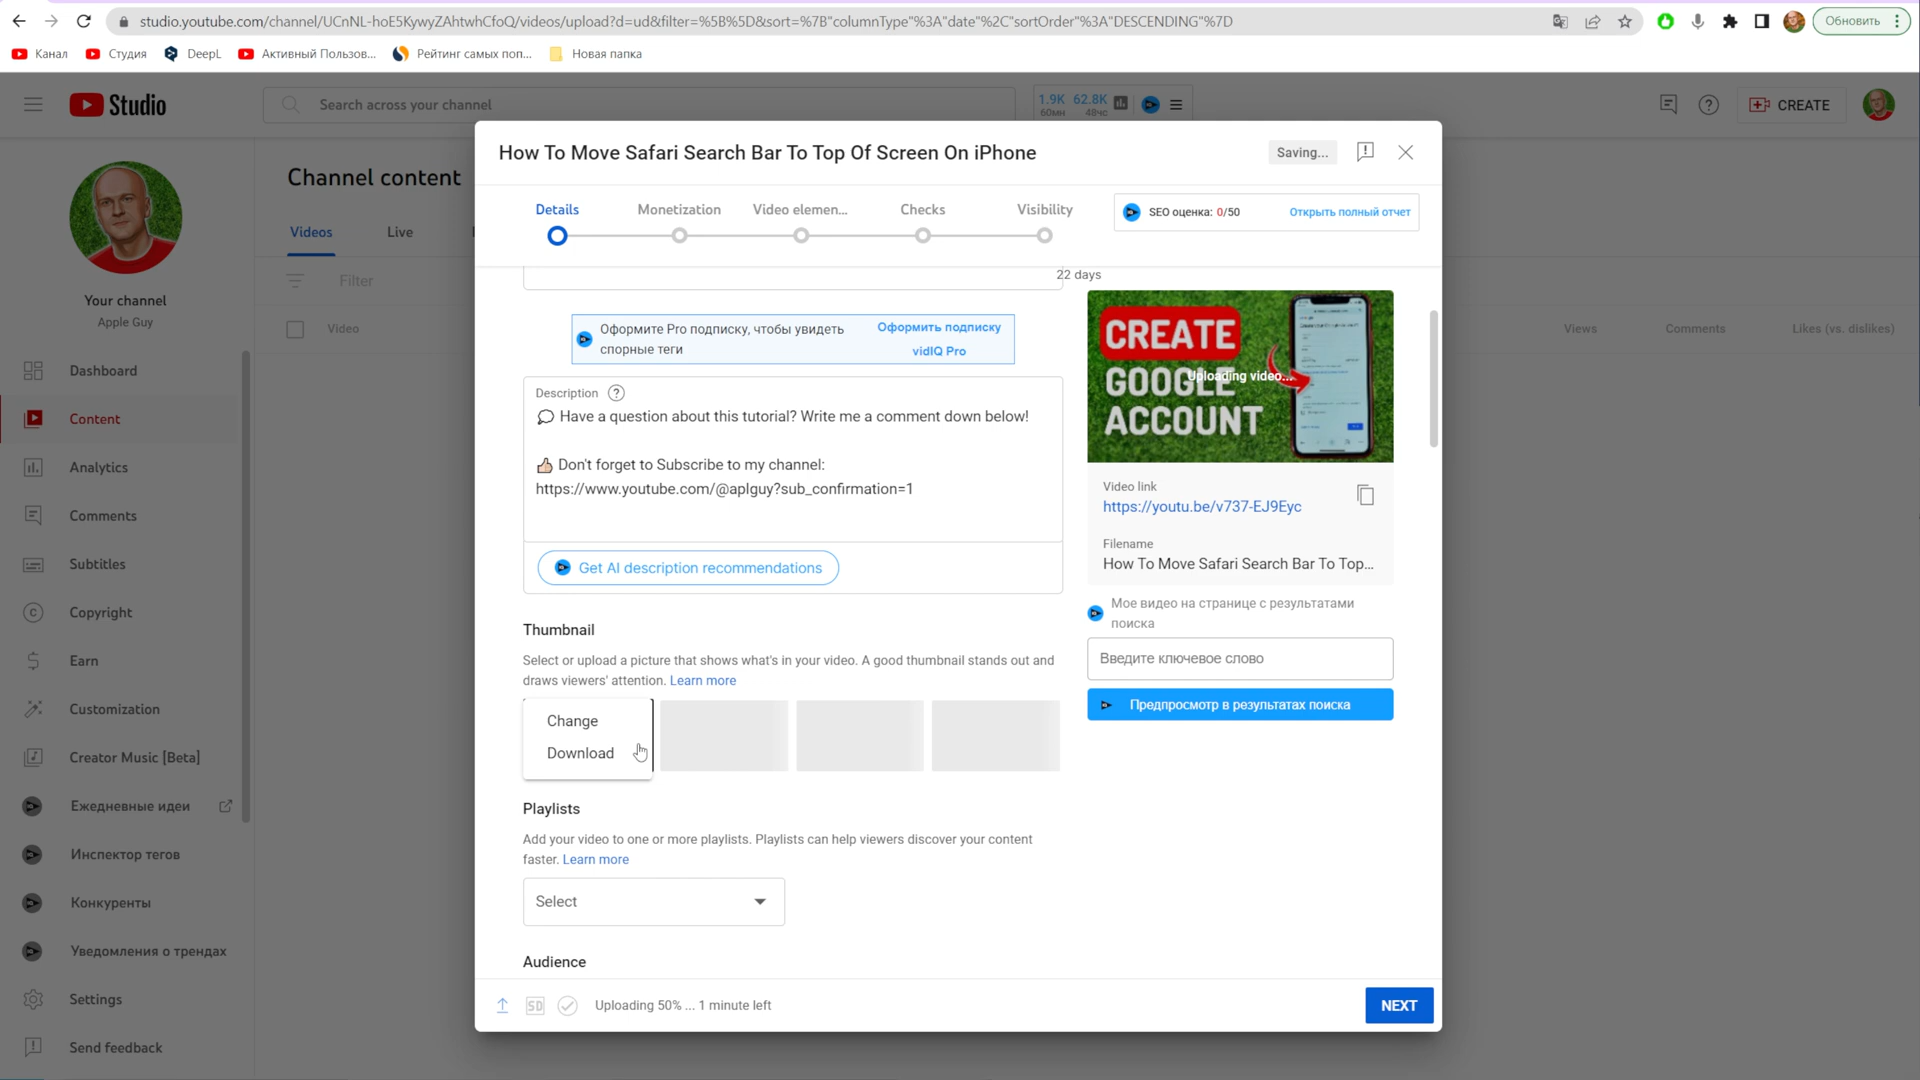 studio.youtube.com/channel/UCnNL-hoE5KywyZAhtwhCfoQ/videos/upload?d=ud&filter=%5B%5D&sort=%7B"columnType"%3A"date"%2C"sortOrder"%3A"DESCENDING"%7D
Обновить
Канал
Студия
DeepL
Активный Пользов...
Рейтинг самых поп...
Новая папка
Studio
Search across your channel
1.9K 62.8K
60мн 48чс
CREATE
Your channel
Apple Guy
Dashboard
Content
Analytics
Comments
Subtitles
Copyright
Earn
Customization
Creator Music [Beta]
Ежедневные идеи
Инспектор тегов
Конкуренты
Уведомления о трендах
Settings
Send feedback
Channel content
Videos
Live
Filter
Video
Views
Comments
Likes (vs. dislikes)
How To Move Safari Search Bar To Top Of Screen On iPhone
Saving...
Details
Monetization
Video elemen...
Checks
Visibility
SEO оценка: 0/50
Открыть полный отчет
22 days
Оформите Pro подписку, чтобы увидеть
спорные теги
Оформить подписку
vidIQ Pro
Description
Have a question about this tutorial? Write me a comment down below!
Don't forget to Subscribe to my channel:
https://www.youtube.com/@aplguy?sub_confirmation=1
Get AI description recommendations
Thumbnail
Select or upload a picture that shows what's in your video. A good thumbnail stands out and
draws viewers' attention. Learn more
Change
Download
Playlists
Add your video to one or more playlists. Playlists can help viewers discover your content
faster. Learn more
Select
Audience
CREATE
GOOGLE
ACCOUNT
Uploading video...
Video link
https://youtu.be/v737-EJ9Eyc
Filename
How To Move Safari Search Bar To Top...
Мое видео на странице с результатами
поиска
Введите ключевое слово
Предпросмотр в результатах поиска
SD
Uploading 50% ... 1 minute left
NEXT